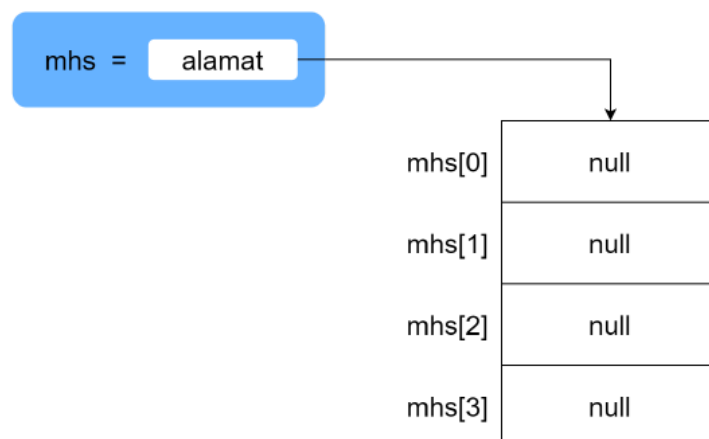 mhs = alamat
mhs[0] null
mhs[1] null
mhs[2] null
mhs[3] null